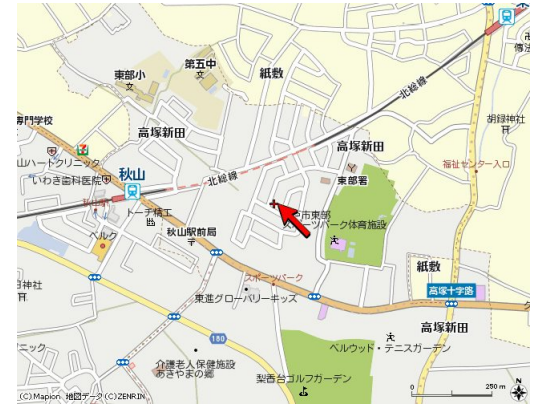 東部小
文
第五中
文
紙敷
北総線
専門学校
高塚新田
高塚新田
胡録神社
山ハートクリニック
秋山
いわき歯科医院
北総線
東部署
福祉センター入口
トーチ精工
戸市東部
スポーツパーク体育施設
秋山駅前局
ベルク
スポーツパーク
紙敷
高塚十字路
東進グローバリーキッズ
日神社
高塚新田
180
ニック
ベルウッド・テニスガーデン
介護老人保健施設
あきやまの郷
梨香台ゴルフガーデン
N
0
250 m
(C)Mapion 地図データ(C)ZENRIN